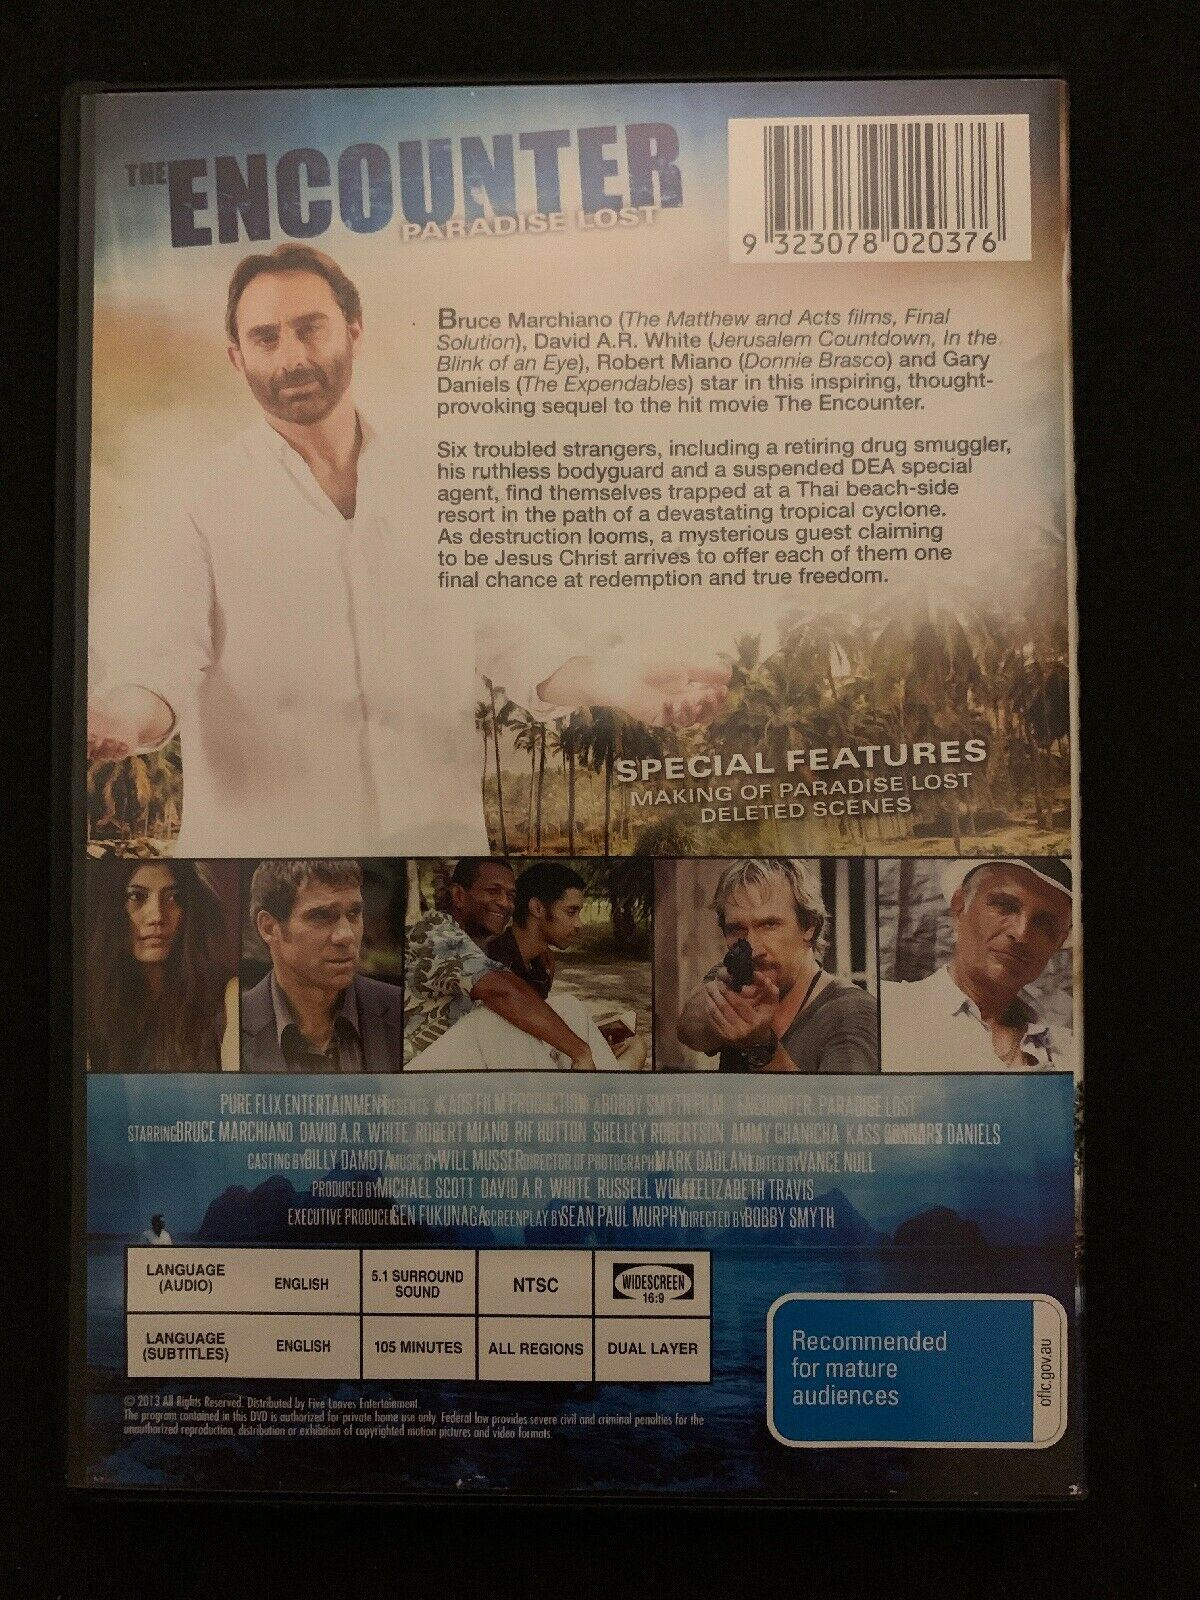 THE ENCOUNTER
PARADISE LOST
9 323078 020376
Bruce Marchiano (The Matthew and Acts films, Final
Solution), David A.R. White (Jerusalem Countdown, In the
Blink of an Eye), Robert Miano (Donnie Brasco) and Gary
Daniels (The Expendables) star in this inspiring, thought-
provoking sequel to the hit movie The Encounter.
Six troubled strangers, including a retiring drug smuggler,
his ruthless bodyguard and a suspended DEA special
agent, find themselves trapped at a Thai beach-side
resort in the path of a devastating tropical cyclone.
As destruction looms, a mysterious guest claiming
to be Jesus Christ arrives to offer each of them one
final chance at redemption and true freedom.
SPECIAL FEATURES
MAKING OF PARADISE LOST
DELETED SCENES
PURE FLIX ENTERTAINMENT PRESENTS A KAOS FILM PRODUCTION A BOBBY SMYTH FILM ENCOUNTER: PARADISE LOST
STARRING BRUCE MARCHIANO DAVID A.R. WHITE ROBERT MIANO RIF HUTTON SHELLEY ROBERTSON AMMY CHANICHA KASS DANIELS
CASTING BY BILLY DAMOTA MUSIC BY WILL MUSSER DIRECTOR OF PHOTOGRAPHY MARK DADLANI EDITED BY VANCE NULL
PRODUCED BY MICHAEL SCOTT DAVID A.R. WHITE RUSSELL WOLFE ELIZABETH TRAVIS
EXECUTIVE PRODUCER GEN FUKUNAGA SCREENPLAY BY SEAN PAUL MURPHY DIRECTED BY BOBBY SMYTH
LANGUAGE
(AUDIO)
ENGLISH
5.1 SURROUND
SOUND
NTSC
WIDESCREEN
16:9
LANGUAGE
(SUBTITLES)
ENGLISH
105 MINUTES
ALL REGIONS
DUAL LAYER
© 2013 All Rights Reserved. Distributed by Five Loaves Entertainment.
The program contained in this DVD is authorized for private home use only. Federal law provides severe civil and criminal penalties for the
unauthorized reproduction, distribution or exhibition of copyrighted motion pictures and video formats.
Recommended
for mature
audiences
oflc.gov.au